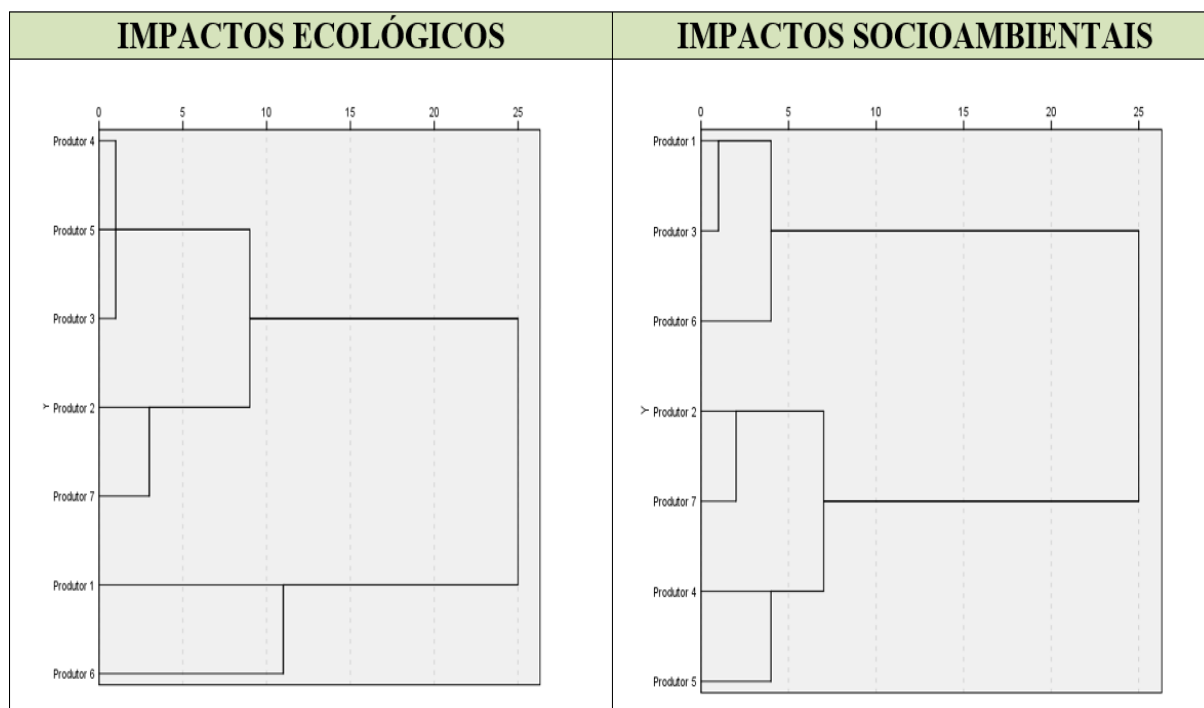 IMPACTOS ECOLÓGICOS
0 5 10 15 20 25
Produtor 4
Produtor 5
Produtor 3
Y Produtor 2
Produtor 7
Produtor 1
Produtor 6
IMPACTOS SOCIOAMBIENTAIS
0 5 10 15 20 25
Produtor 1
Produtor 3
Produtor 6
Y Produtor 2
Produtor 7
Produtor 4
Produtor 5